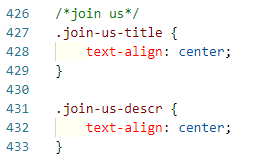 426 /*join us*/
427 .join-us-title {
428     text-align: center;
429 }
430
431 .join-us-descr {
432     text-align: center;
433 }